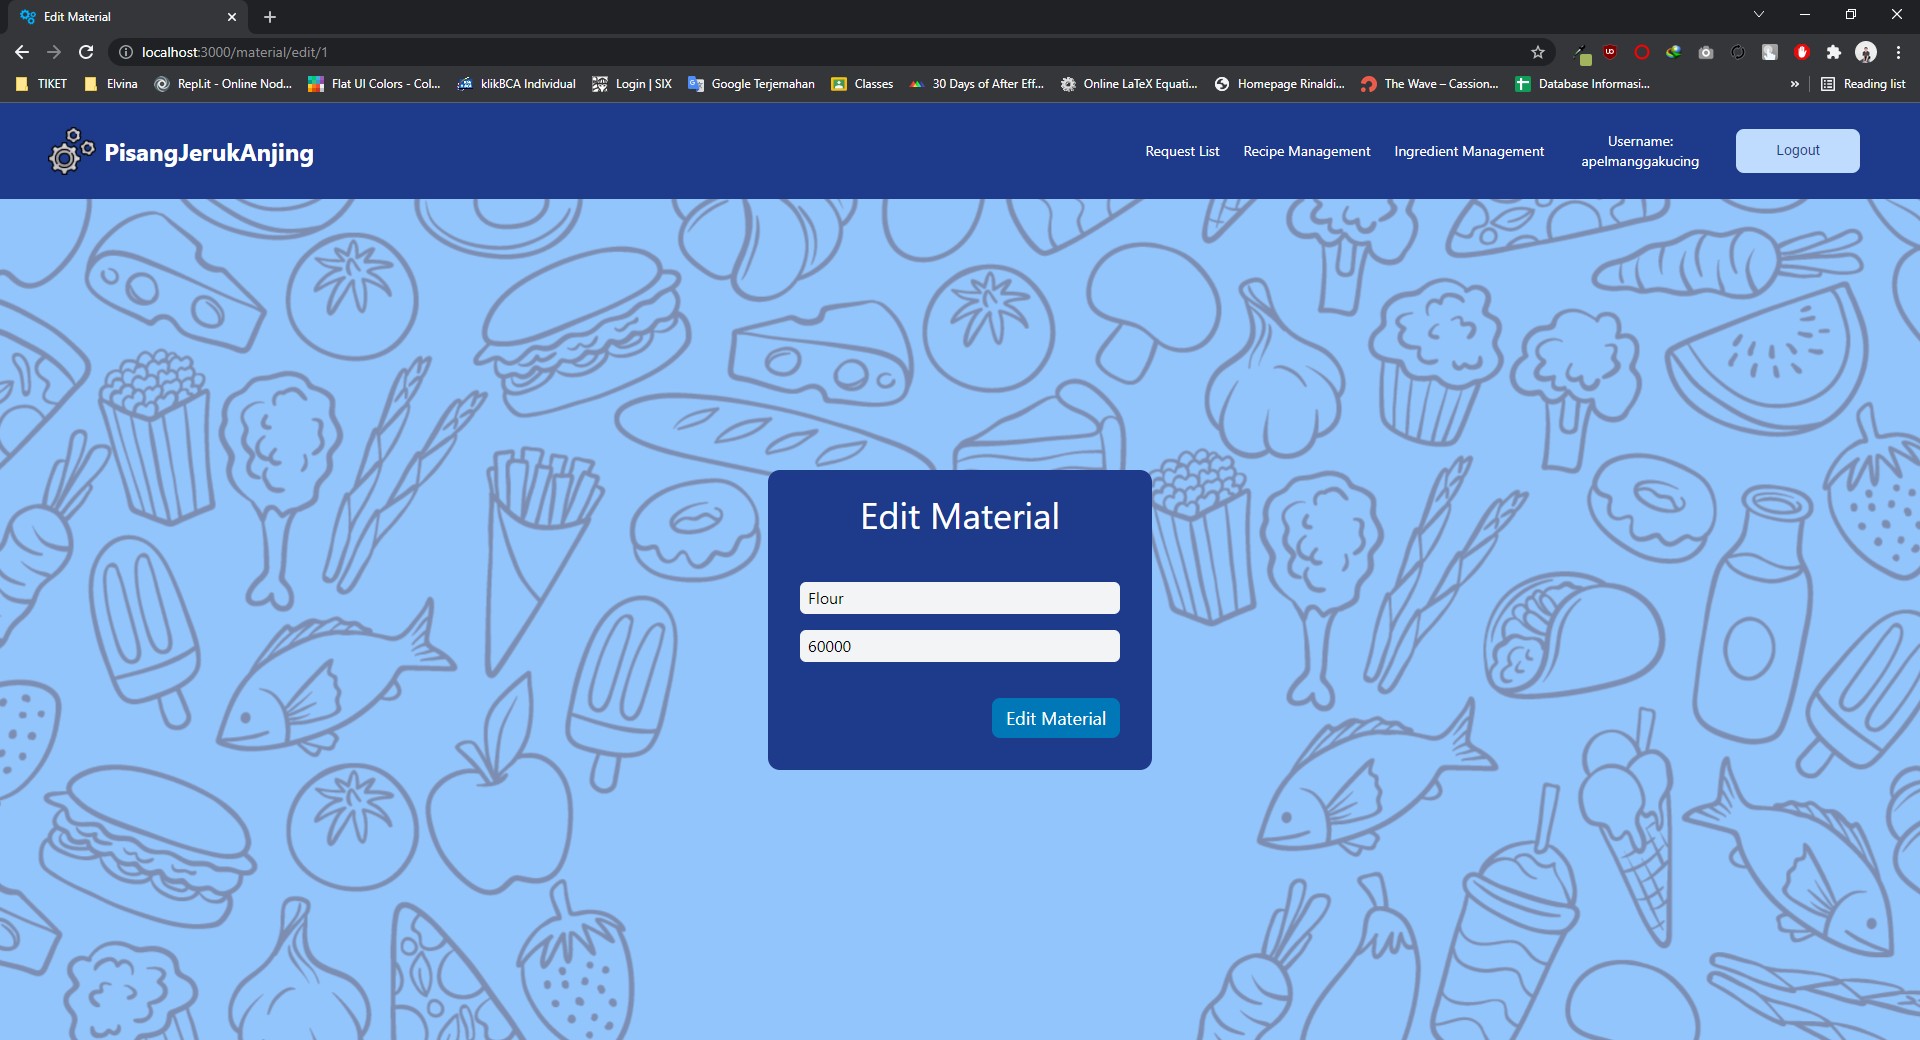 Edit Material
localhost:3000/material/edit/1
TIKET
Elvina
Repl.it - Online Nod...
Flat UI Colors - Col...
klikBCA Individual
Login | SIX
Google Terjemahan
Classes
30 Days of After Eff...
Online LaTeX Equati...
Homepage Rinaldi...
The Wave – Cassion...
Database Informasi...
»
Reading list
PisangJerukAnjing
Request List
Recipe Management
Ingredient Management
Username:
apelmanggakucing
Logout
Edit Material
Flour
60000
Edit Material